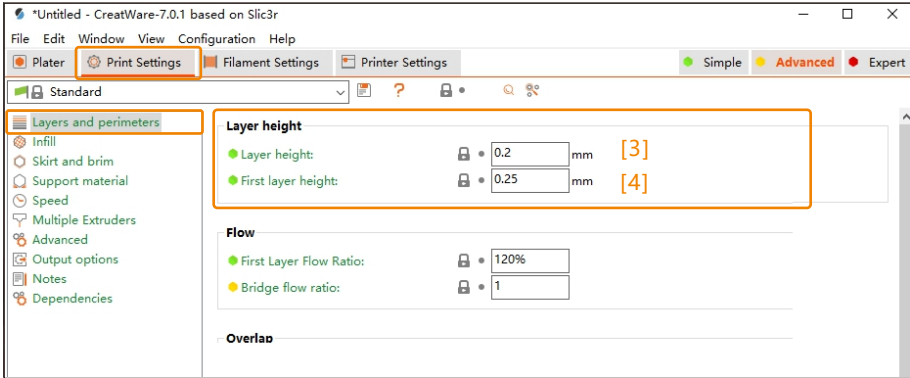 *Untitled - CreatWare-7.0.1 based on Slic3r
File Edit Window View Configuration Help
Plater Print Settings Filament Settings Printer Settings Simple Advanced Expert
Standard
Layers and perimeters
Infill
Skirt and brim
Support material
Speed
Multiple Extruders
Advanced
Output options
Notes
Dependencies
Layer height
Layer height: 0.2 mm [3]
First layer height: 0.25 mm [4]
Flow
First Layer Flow Ratio: 120%
Bridge flow ratio: 1
Overlap